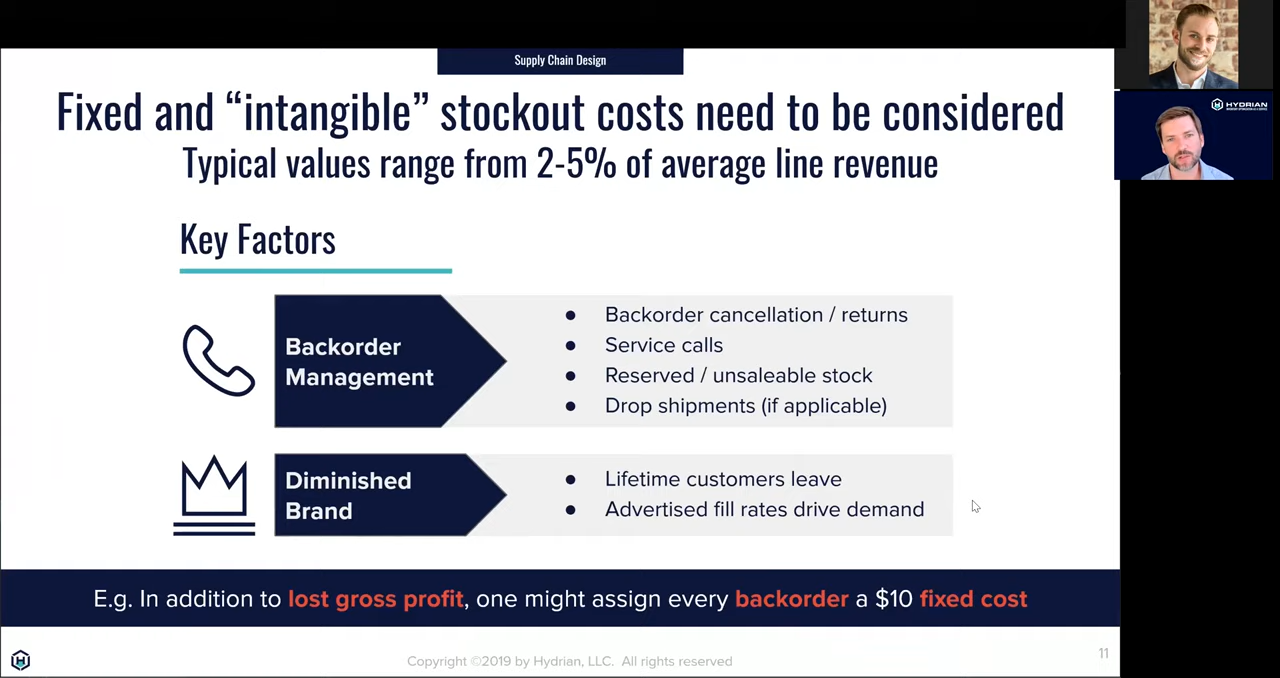 Supply Chain Design
Fixed and “intangible” stockout costs need to be considered
Typical values range from 2-5% of average line revenue
Key Factors
Backorder
Management
● Backorder cancellation / returns
● Service calls
● Reserved / unsaleable stock
● Drop shipments (if applicable)
Diminished
Brand
● Lifetime customers leave
● Advertised fill rates drive demand
E.g. In addition to lost gross profit, one might assign every backorder a $10 fixed cost
Copyright ©2019 by Hydrian, LLC. All rights reserved
11
HYDRIAN